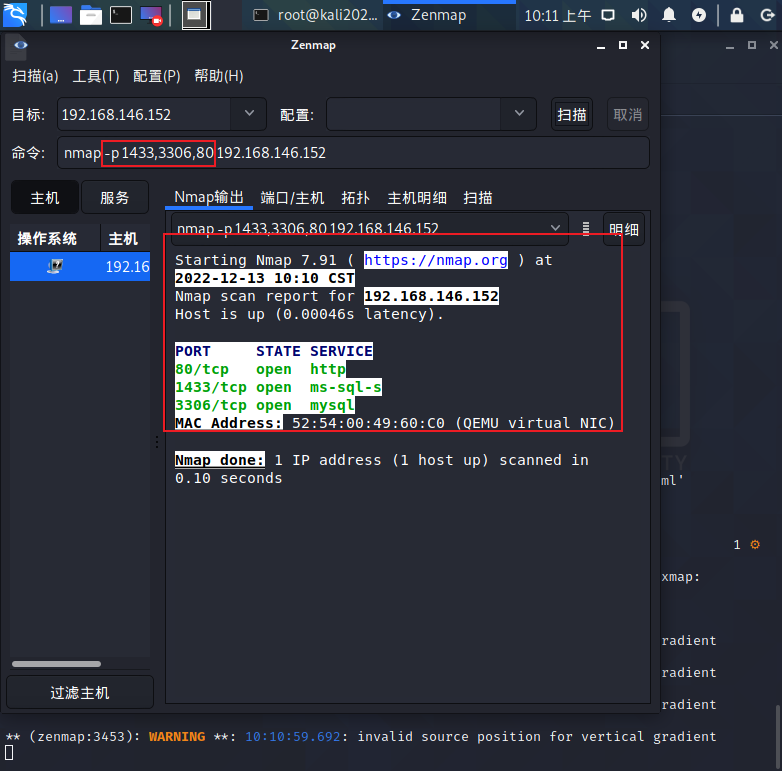 root@kali202...
Zenmap
10:11 上午
Zenmap
扫描(a) 工具(T) 配置(P) 帮助(H)
目标: 192.168.146.152 配置: 扫描 取消
命令: nmap -p 1433,3306,80 192.168.146.152
主机 服务 Nmap输出 端口/主机 拓扑 主机明细 扫描
操作系统 主机 nmap -p 1433,3306,80 192.168.146.152 明细
192.16
Starting Nmap 7.91 ( https://nmap.org ) at
2022-12-13 10:10 CST
Nmap scan report for 192.168.146.152
Host is up (0.00046s latency).
PORT STATE SERVICE
80/tcp open http
1433/tcp open ms-sql-s
3306/tcp open mysql
MAC Address: 52:54:00:49:60:C0 (QEMU virtual NIC)
Nmap done: 1 IP address (1 host up) scanned in
0.10 seconds
ml'
1
xmap:
radient
radient
radient
过滤主机
** (zenmap:3453): WARNING **: 10:10:59.692: invalid source position for vertical gradient